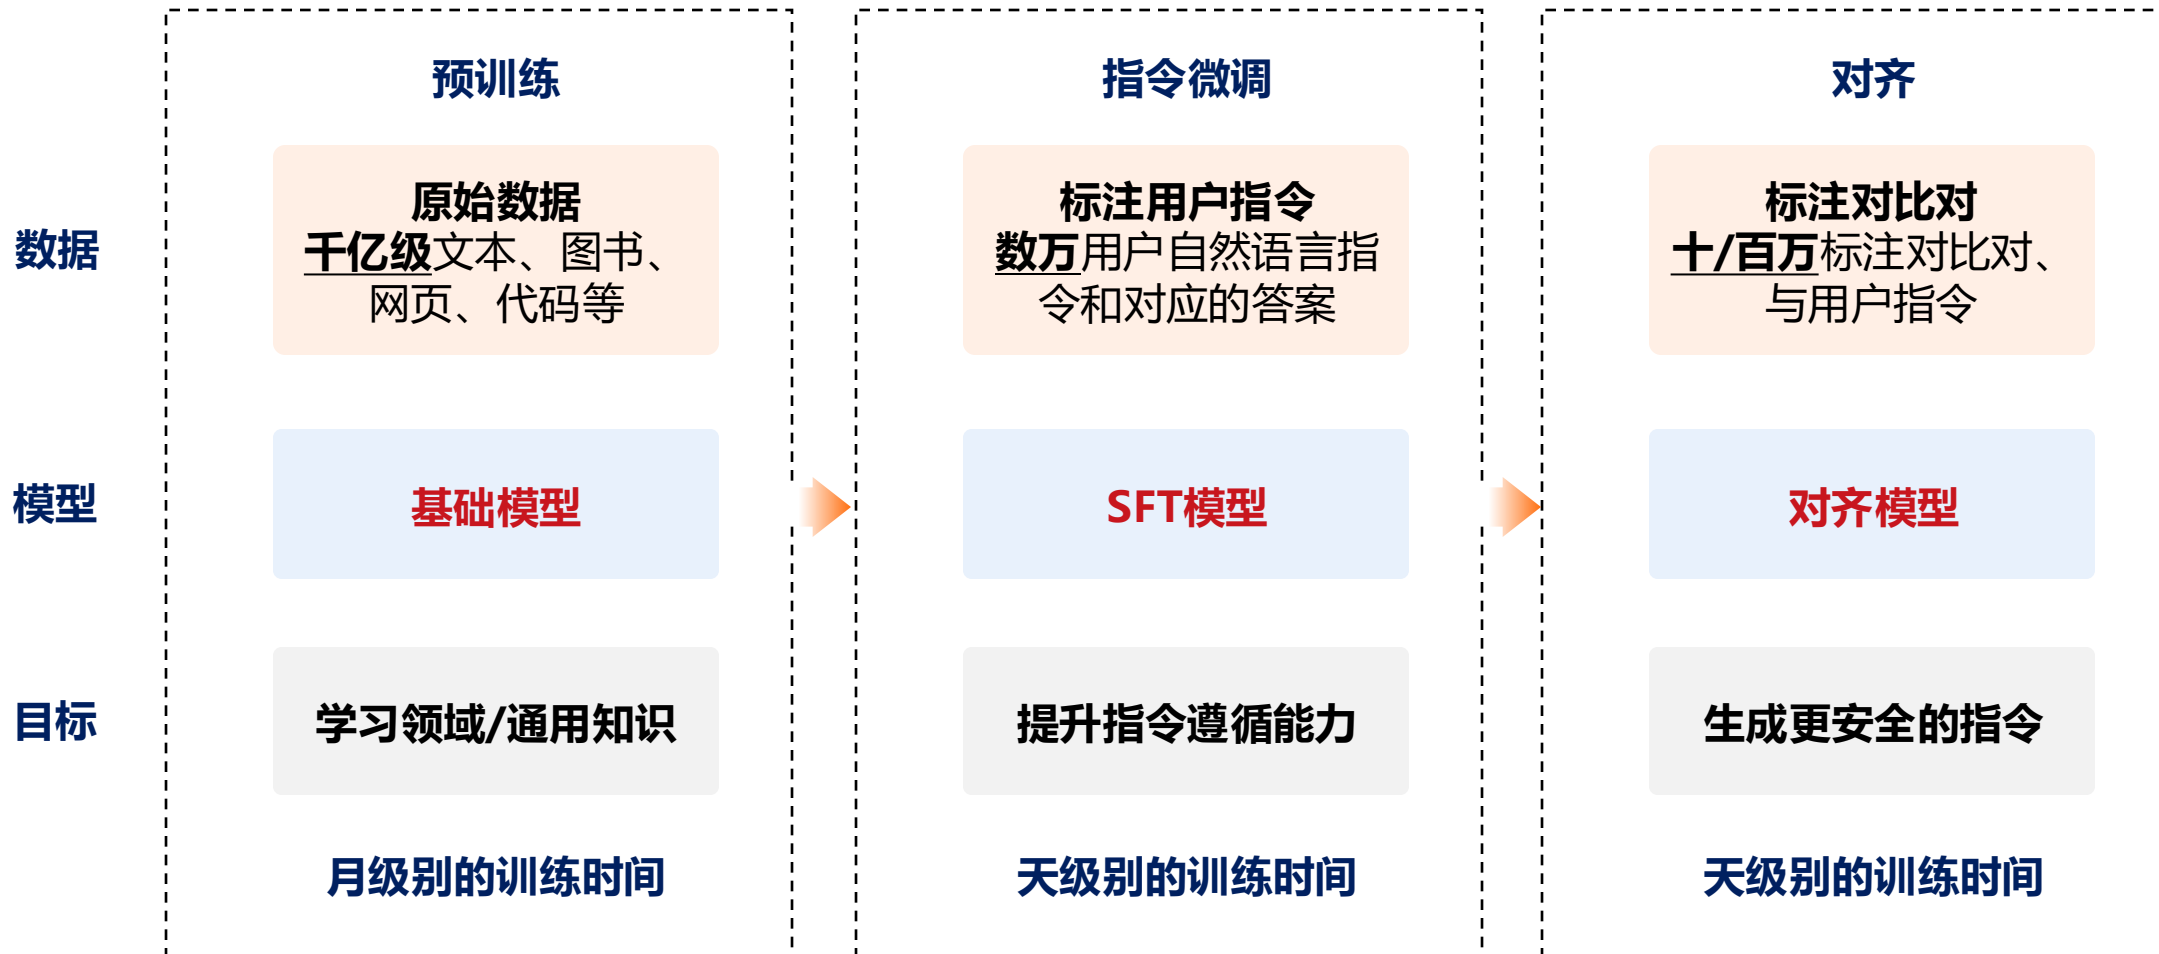 预训练
指令微调
对齐
数据
原始数据
千亿级文本、图书、
网页、代码等
标注用户指令
数万用户自然语言指
令和对应的答案
标注对比对
十/百万标注对比对、
与用户指令
模型
基础模型
SFT模型
对齐模型
目标
学习领域/通用知识
提升指令遵循能力
生成更安全的指令
月级别的训练时间
天级别的训练时间
天级别的训练时间